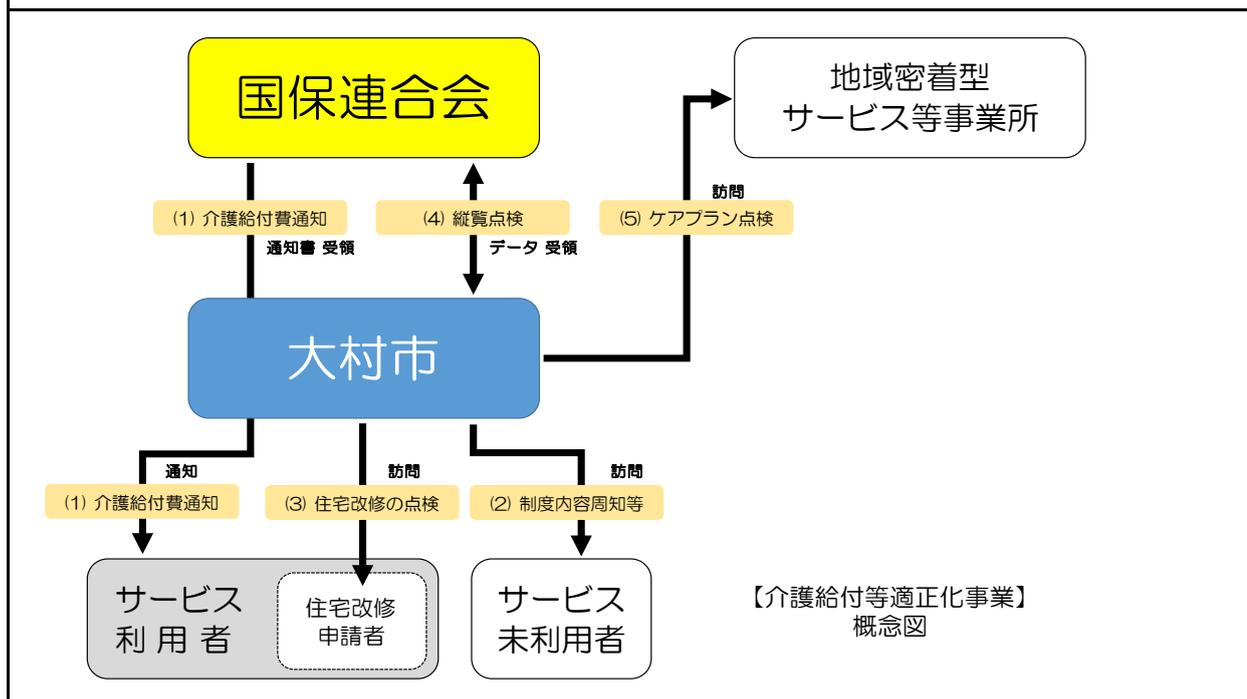 国保連合会
地域密着型
サービス等事業所
訪問
(1) 介護給付費通知
(4) 縦覧点検
(5) ケアプラン点検
通知書 受領
データ 受領
大村市
通知
訪問
訪問
(1) 介護給付費通知
(3) 住宅改修の点検
(2) 制度内容周知等
サービス
利用者
住宅改修
申請者
サービス
未利用者
【介護給付等適正化事業】
概念図